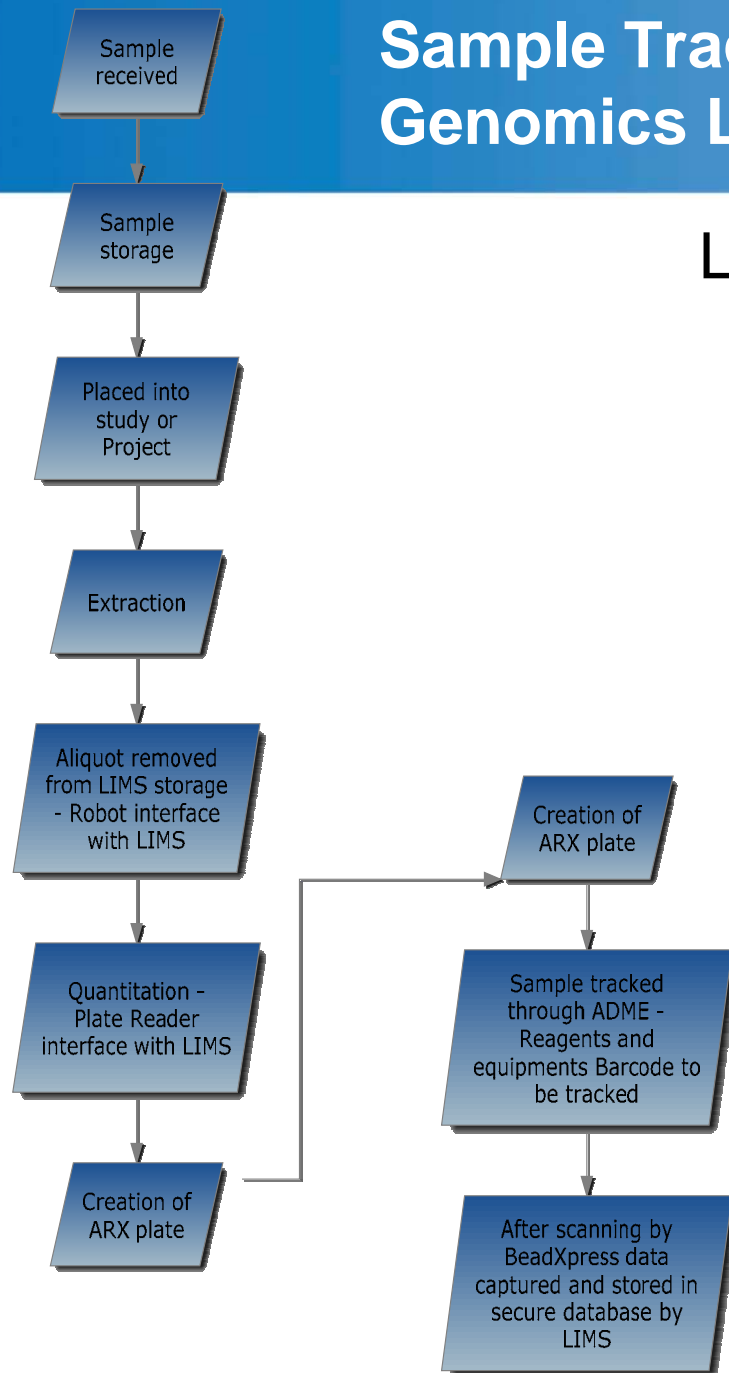 Sample
received
Sample Trac
Genomics L
L
Sample
storage
Placed into
study or
Project
Extraction
Aliquot removed
from LIMS storage
- Robot interface
with LIMS
Quantitation –
Plate Reader
interface with LIMS
Creation of
ARX plate
Creation of
ARX plate
Sample tracked
through ADME -
Reagents and
equipments Barcode to
be tracked
After scanning by
BeadXpress data
captured and stored in
secure database by
LIMS